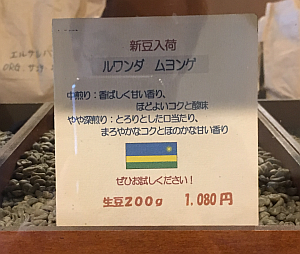 新豆入荷
ルワンダ ムヨンゲ
中煎り：香ばしく甘い香り、
ほどよいコクと酸味
やや深煎り：とろりとした口当たり、
まろやかなコクとほのかな甘い香り
ぜひお試しください！
生豆200g 1,080円